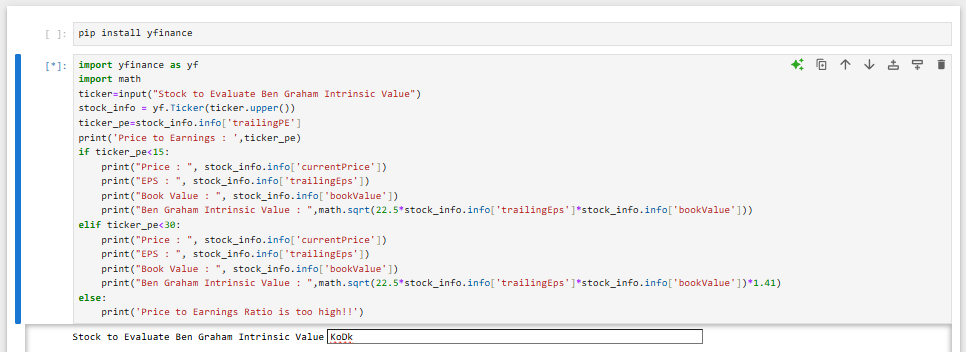 [ ]: pip install yfinance
[*]: import yfinance as yf
import math
ticker=input("Stock to Evaluate Ben Graham Intrinsic Value")
stock_info = yf.Ticker(ticker.upper())
ticker_pe=stock_info.info['trailingPE']
print('Price to Earnings : ',ticker_pe)
if ticker_pe<15:
    print("Price : ", stock_info.info['currentPrice'])
    print("EPS : ", stock_info.info['trailingEps'])
    print("Book Value : ", stock_info.info['bookValue'])
    print("Ben Graham Intrinsic Value : ",math.sqrt(22.5*stock_info.info['trailingEps']*stock_info.info['bookValue']))
elif ticker_pe<30:
    print("Price : ", stock_info.info['currentPrice'])
    print("EPS : ", stock_info.info['trailingEps'])
    print("Book Value : ", stock_info.info['bookValue'])
    print("Ben Graham Intrinsic Value : ",math.sqrt(22.5*stock_info.info['trailingEps']*stock_info.info['bookValue'])*1.41)
else:
    print('Price to Earnings Ratio is too high!!')
Stock to Evaluate Ben Graham Intrinsic Value KoDk